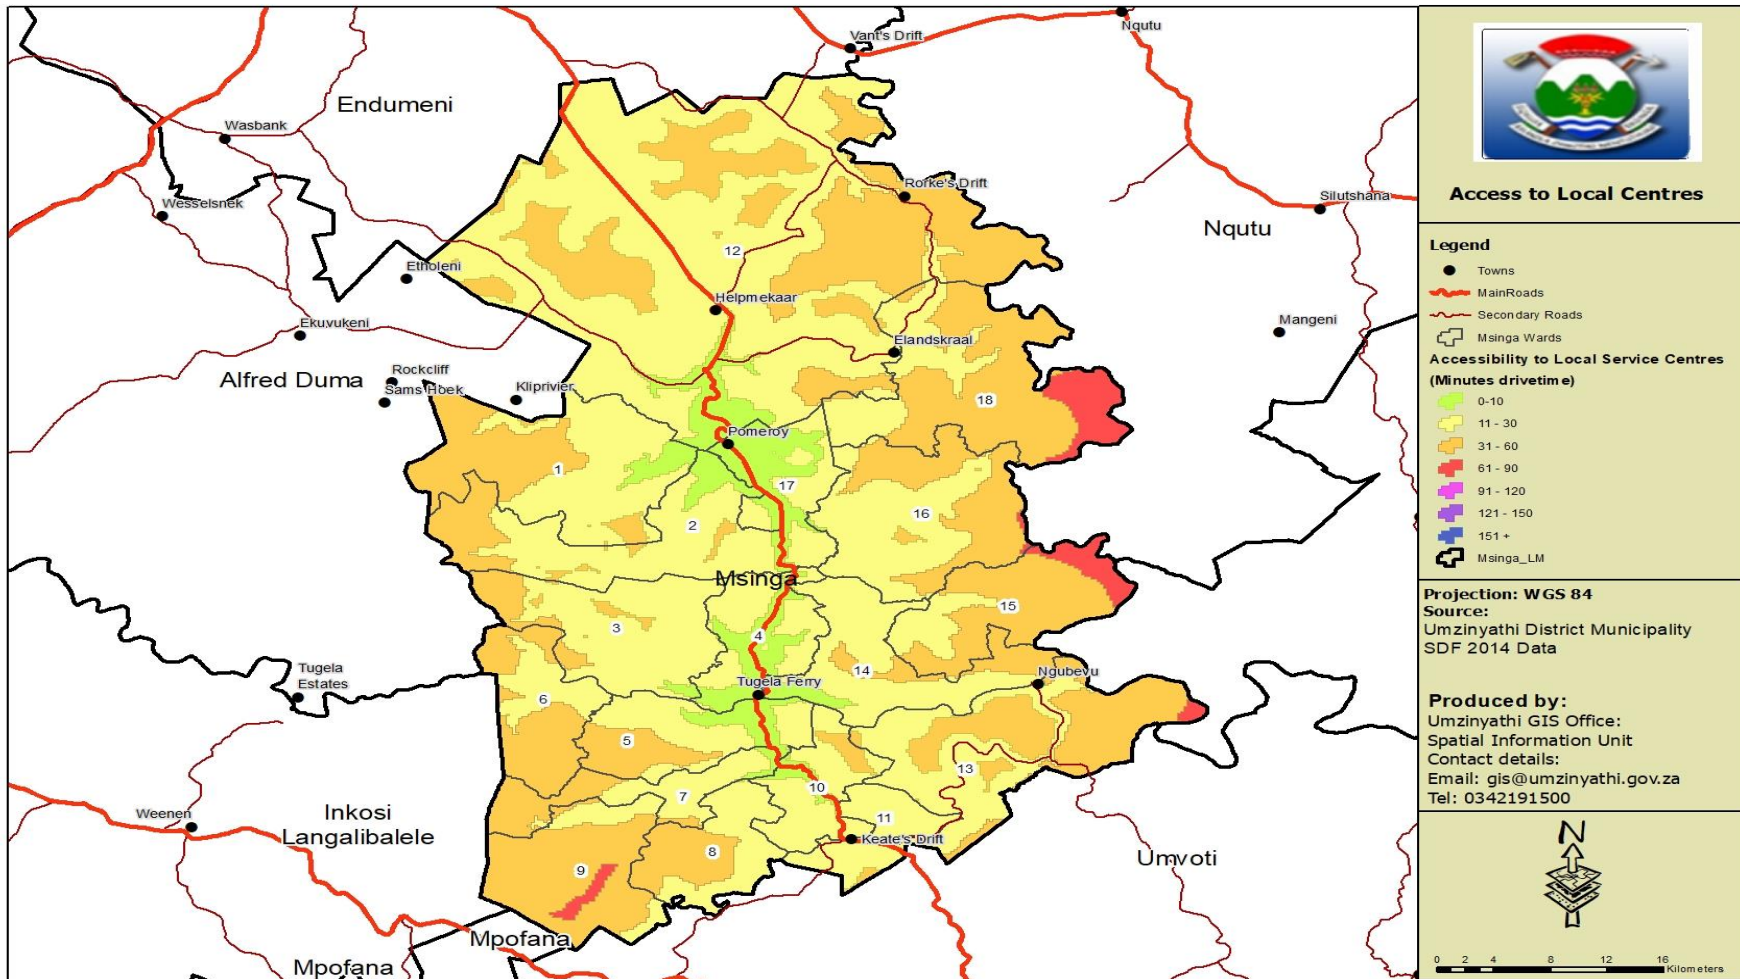 Nqutu
Vant's Drift
Endumeni
Wasbank
Rorke's Drift
Silutshana
Wesselsnek
Nqutu
12
Etholeni
Helpmekaar
Mangeni
Ekuvukeni
Elandskraal
Rockcliff
Alfred Duma
Sams Hoek
Kliprivier
18
Pomeroy
1
17
2
16
Msinga
15
3
4
14
Tugela
Estates
Tugela Ferry
Ngubevu
6
5
13
7
10
Inkosi
Langalibalele
Weenen
11
Keate's Drift
8
Umvoti
9
Mpofana
Mpofana
Access to Local Centres
Legend
Towns
MainRoads
Secondary Roads
Msinga Wards
Accessibility to Local Service Centres
(Minutes drivetime)
0-10
11 - 30
31 - 60
61 - 90
91 - 120
121 - 150
151 +
Msinga_LM
Projection: WGS 84
Source:
Umzinyathi District Municipality
SDF 2014 Data
Produced by:
Umzinyathi GIS Office:
Spatial Information Unit
Contact details:
Email: gis@umzinyathi.gov.za
Tel: 0342191500
N
0 2 4 8 12 16
Kilometers